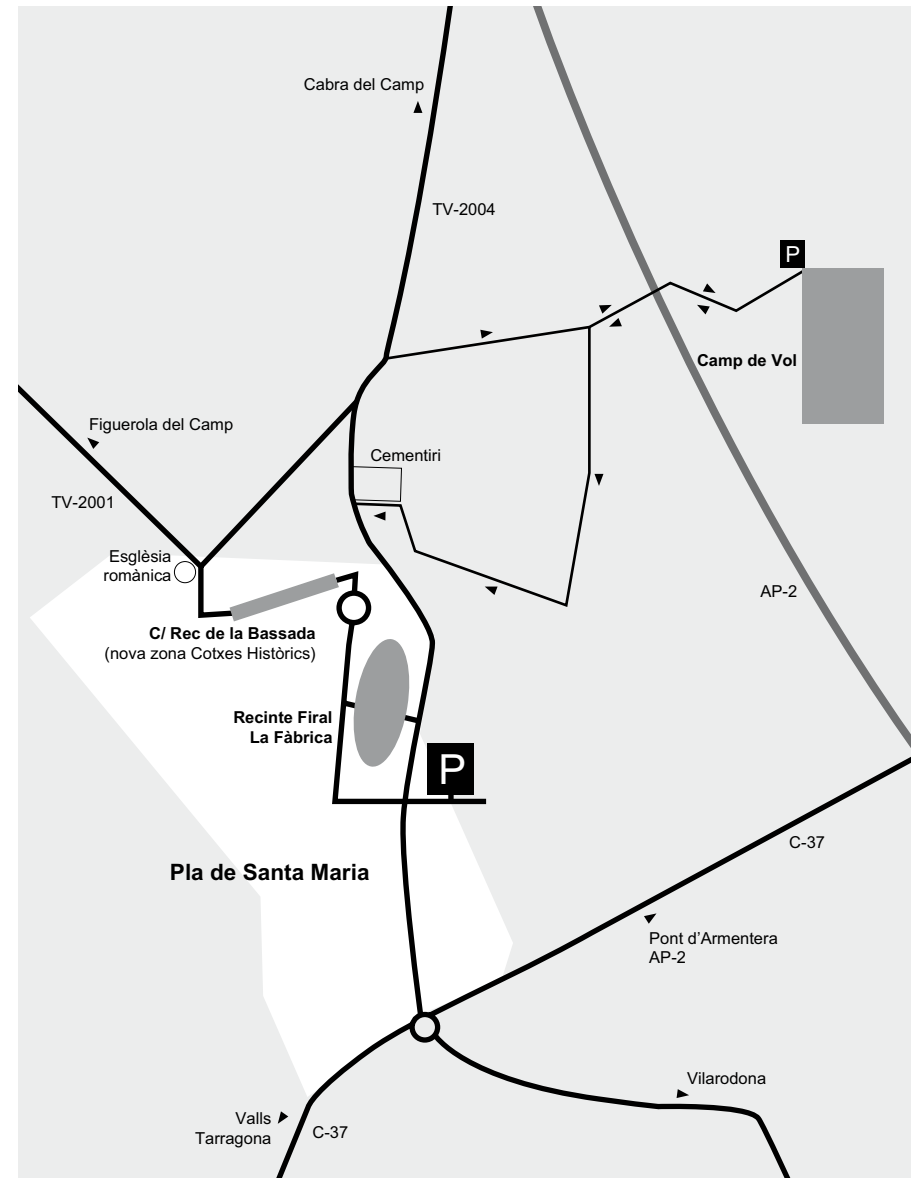 Cabra del Camp
TV-2004
P
Camp de Vol
Figuerola del Camp
Cementiri
TV-2001
Esglèsia
romànica
AP-2
C/ Rec de la Bassada
(nova zona Cotxes Històrics)
Recinte Firal
La Fàbrica
P
C-37
Pla de Santa Maria
Pont d’Armentera
AP-2
Vilarodona
Valls
Tarragona
C-37